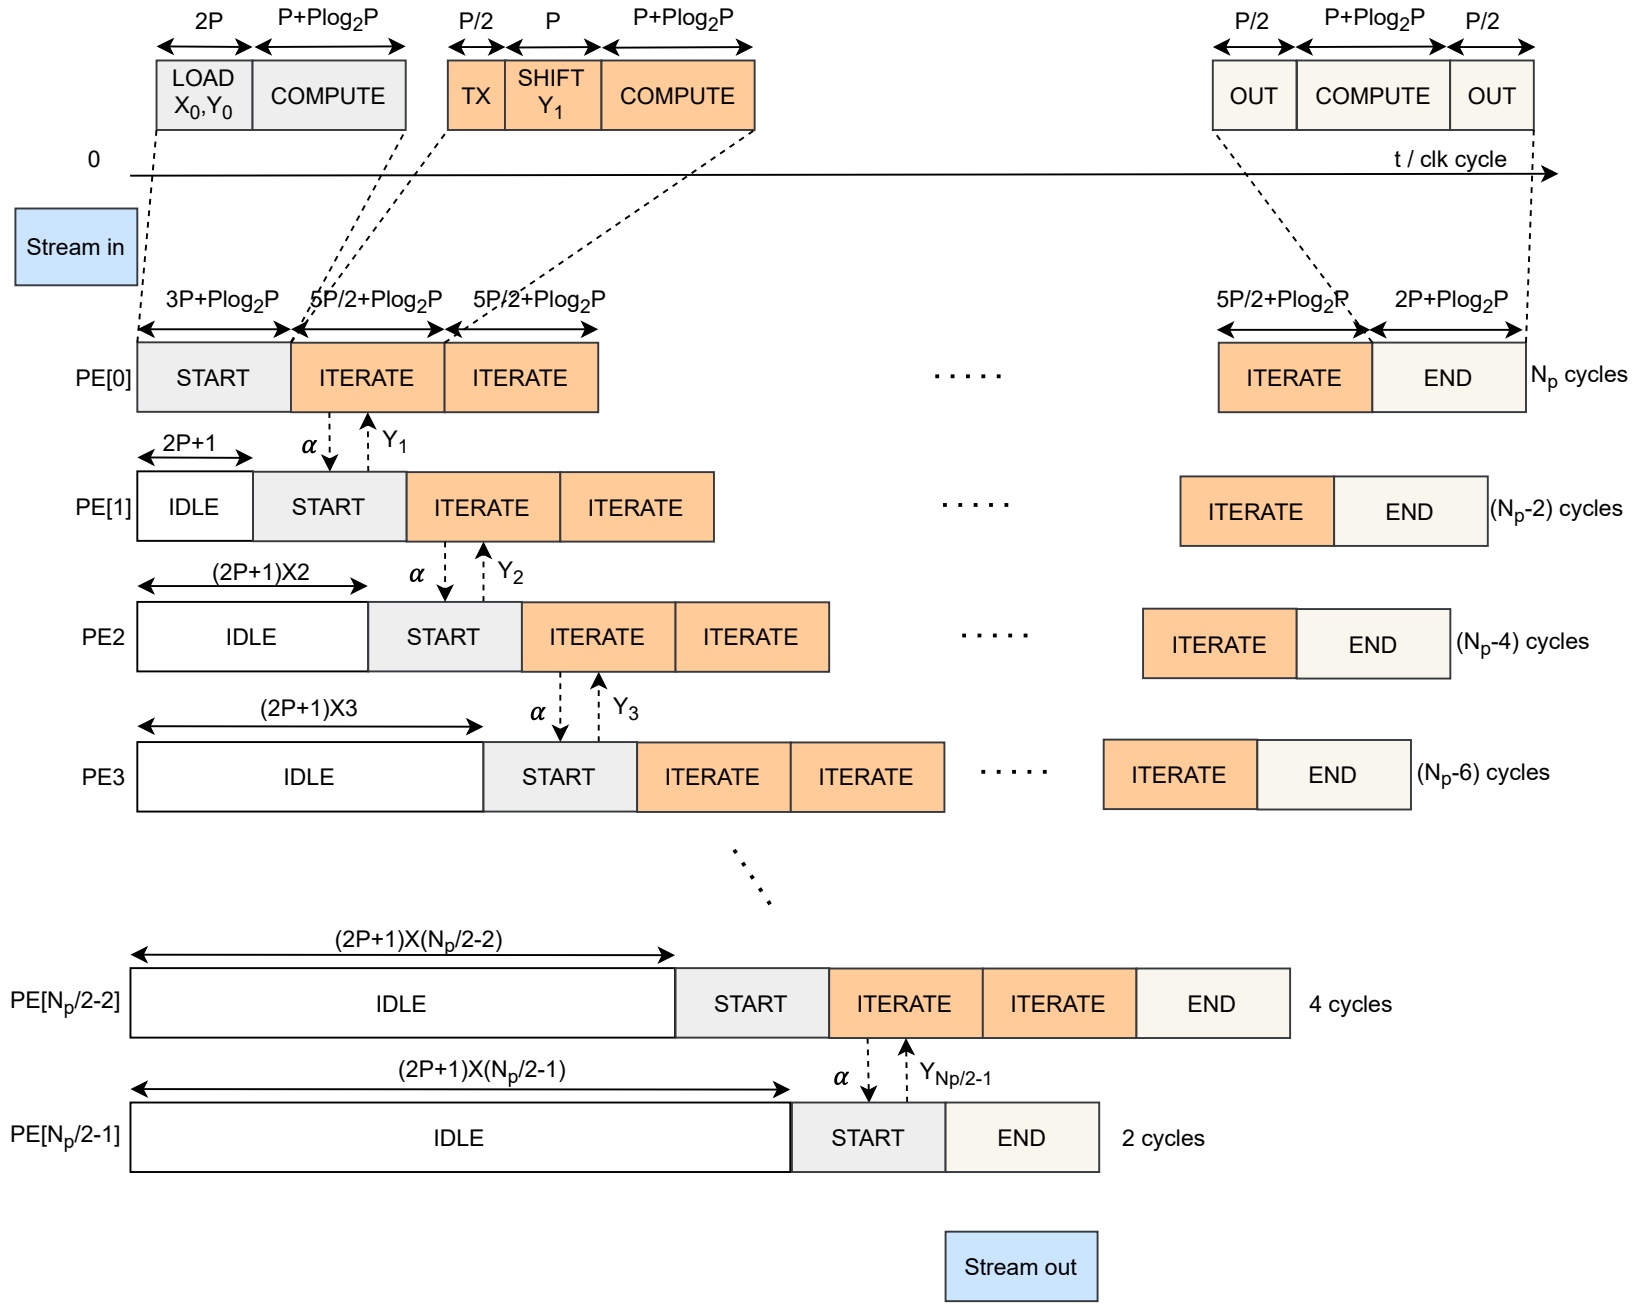 2P P+Plog2P P/2 P P+Plog2P P/2 P+Plog2P P/2
LOAD
X0,Y0
COMPUTE
TX
SHIFT
Y1
COMPUTE
OUT
COMPUTE
OUT
0
t / clk cycle
Stream in
3P+Plog2P 5P/2+Plog2P 5P/2+Plog2P 5P/2+Plog2P 2P+Plog2P
PE[0] START ITERATE ITERATE ..... ITERATE END Np cycles
α Y1
2P+1
PE[1] IDLE START ITERATE ITERATE ..... ITERATE END (Np-2) cycles
α Y2
(2P+1)X2
PE2 IDLE START ITERATE ITERATE ..... ITERATE END (Np-4) cycles
α Y3
(2P+1)X3
PE3 IDLE START ITERATE ITERATE ..... ITERATE END (Np-6) cycles
(2P+1)X(Np/2-2)
PE[Np/2-2] IDLE START ITERATE ITERATE END 4 cycles
α YNp/2-1
(2P+1)X(Np/2-1)
PE[Np/2-1] IDLE START END 2 cycles
Stream out